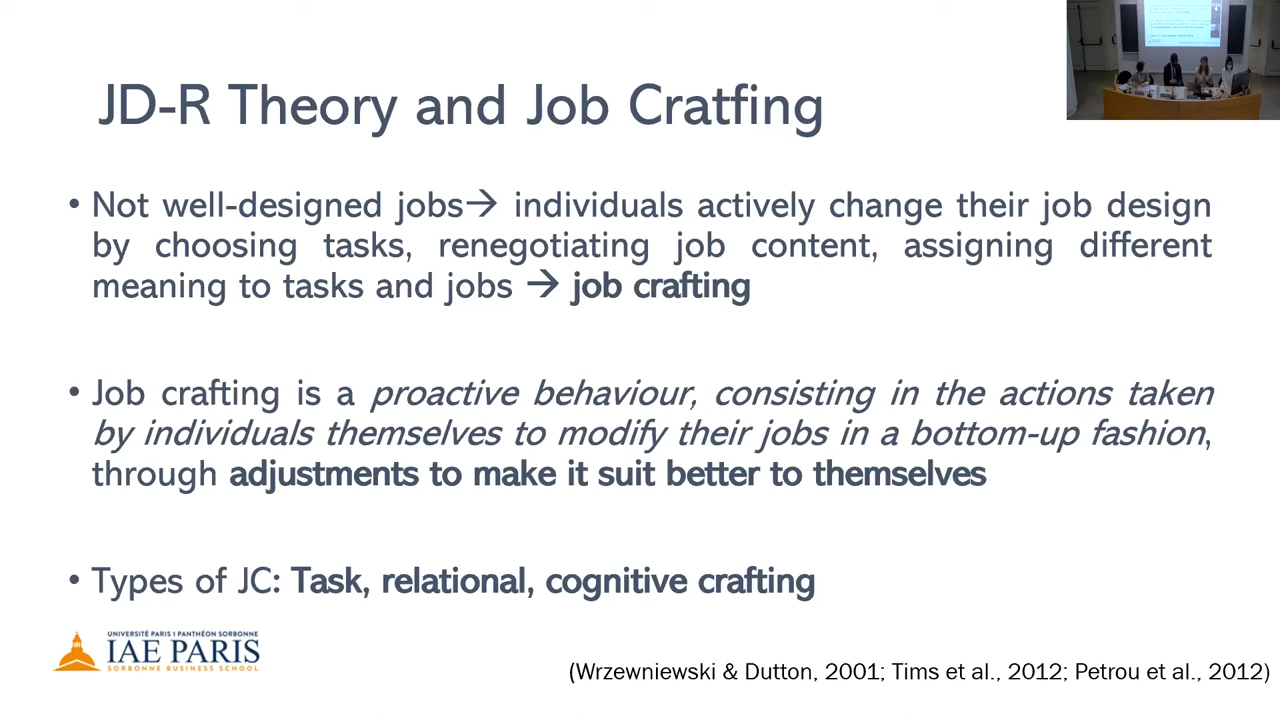 JD-R Theory and Job Cratfing
• Not well-designed jobs→ individuals actively change their job design
by choosing tasks, renegotiating job content, assigning different
meaning to tasks and jobs → job crafting
• Job crafting is a proactive behaviour, consisting in the actions taken
by individuals themselves to modify their jobs in a bottom-up fashion,
through adjustments to make it suit better to themselves
• Types of JC: Task, relational, cognitive crafting
UNIVERSITÉ PARIS 1 PANTHÉON SORBONNE
IAE PARIS
SORBONNE BUSINESS SCHOOL
(Wrzewniewski & Dutton, 2001; Tims et al., 2012; Petrou et al., 2012)